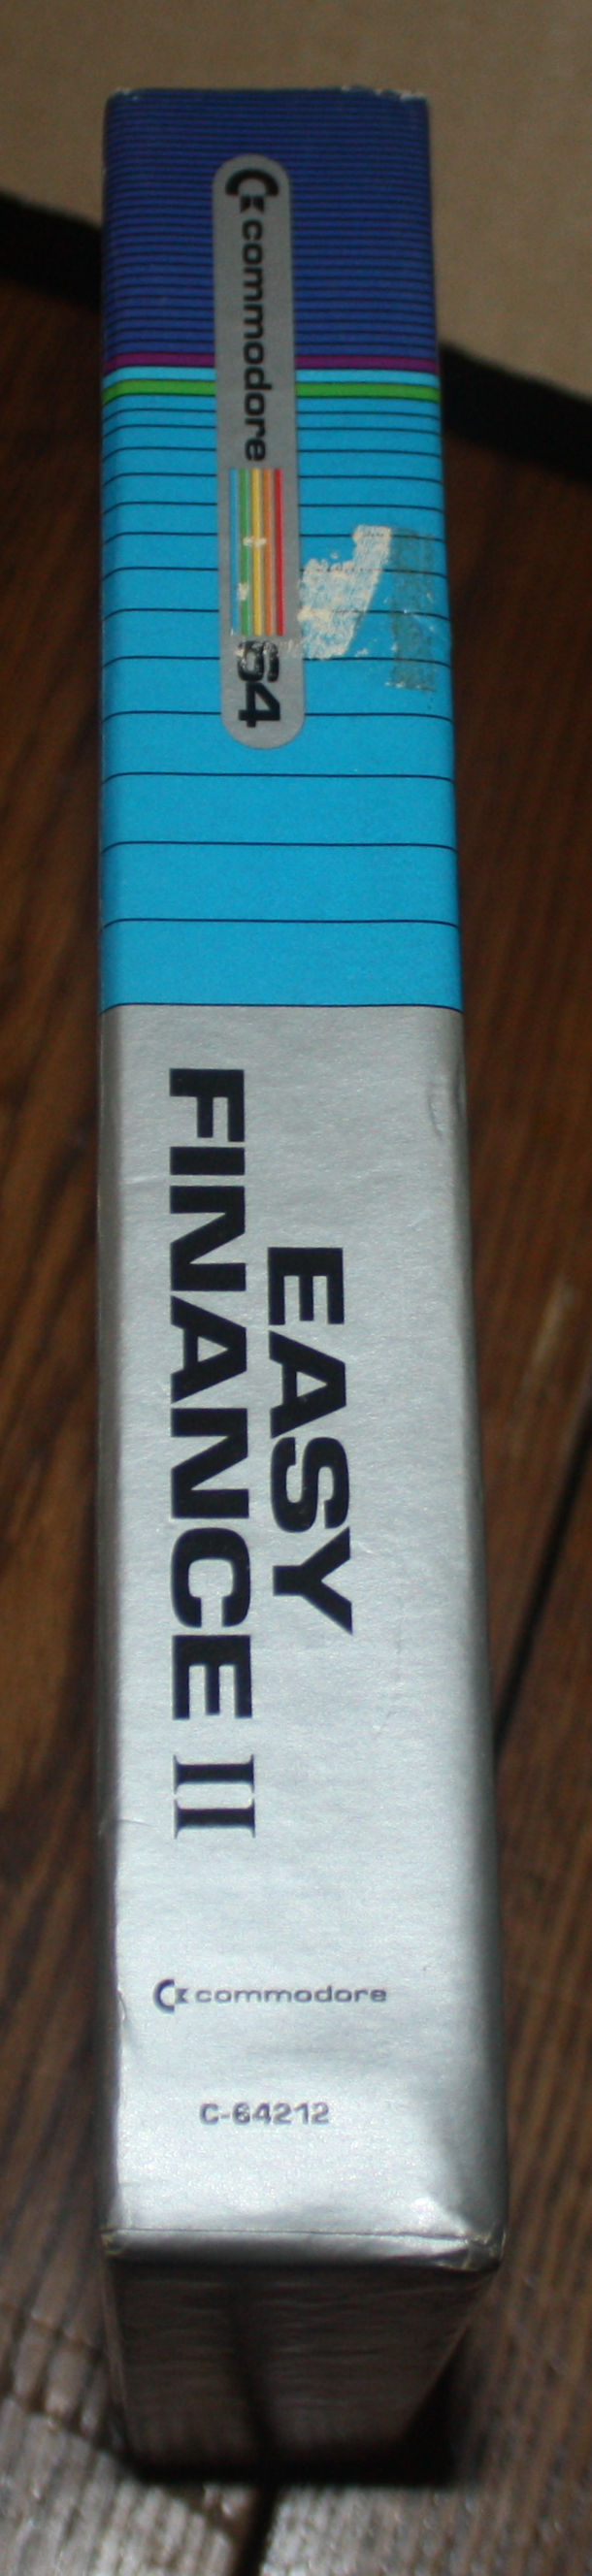 commodore 64
EASY
FINANCE II
commodore
C-64212